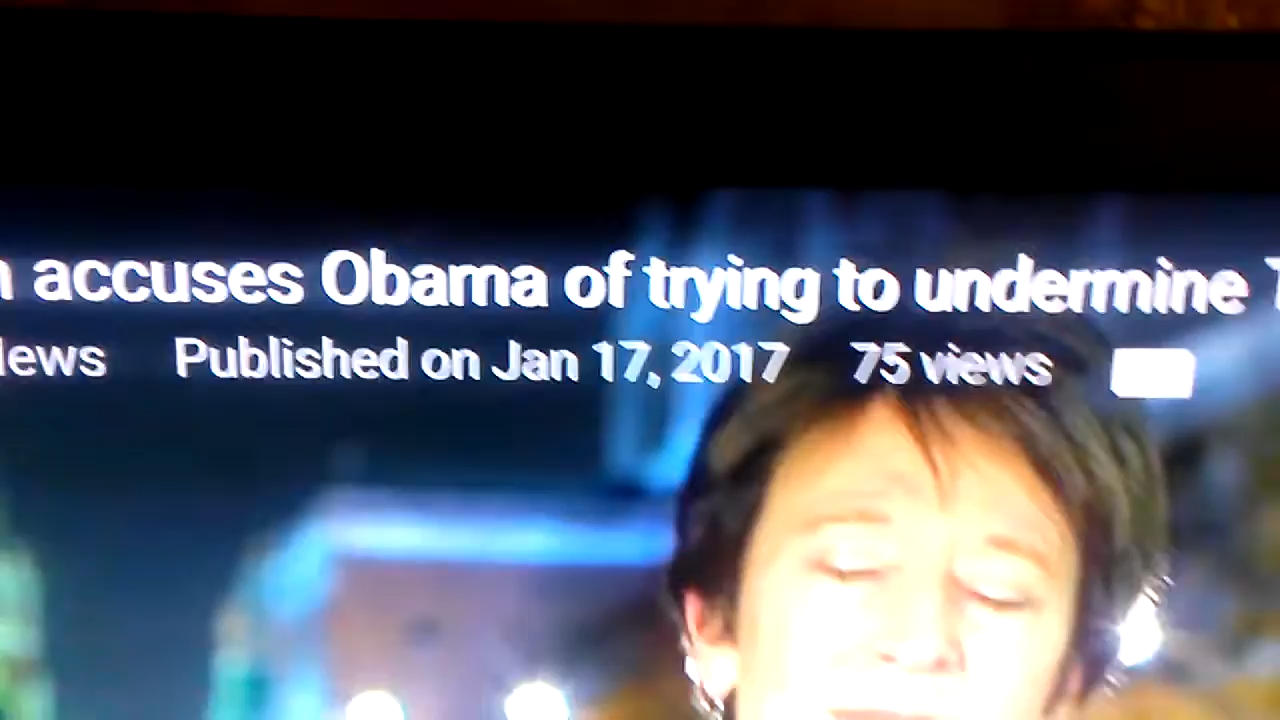 accuses Obama of trying to undermine
Published on Jan 17, 2017 75 views